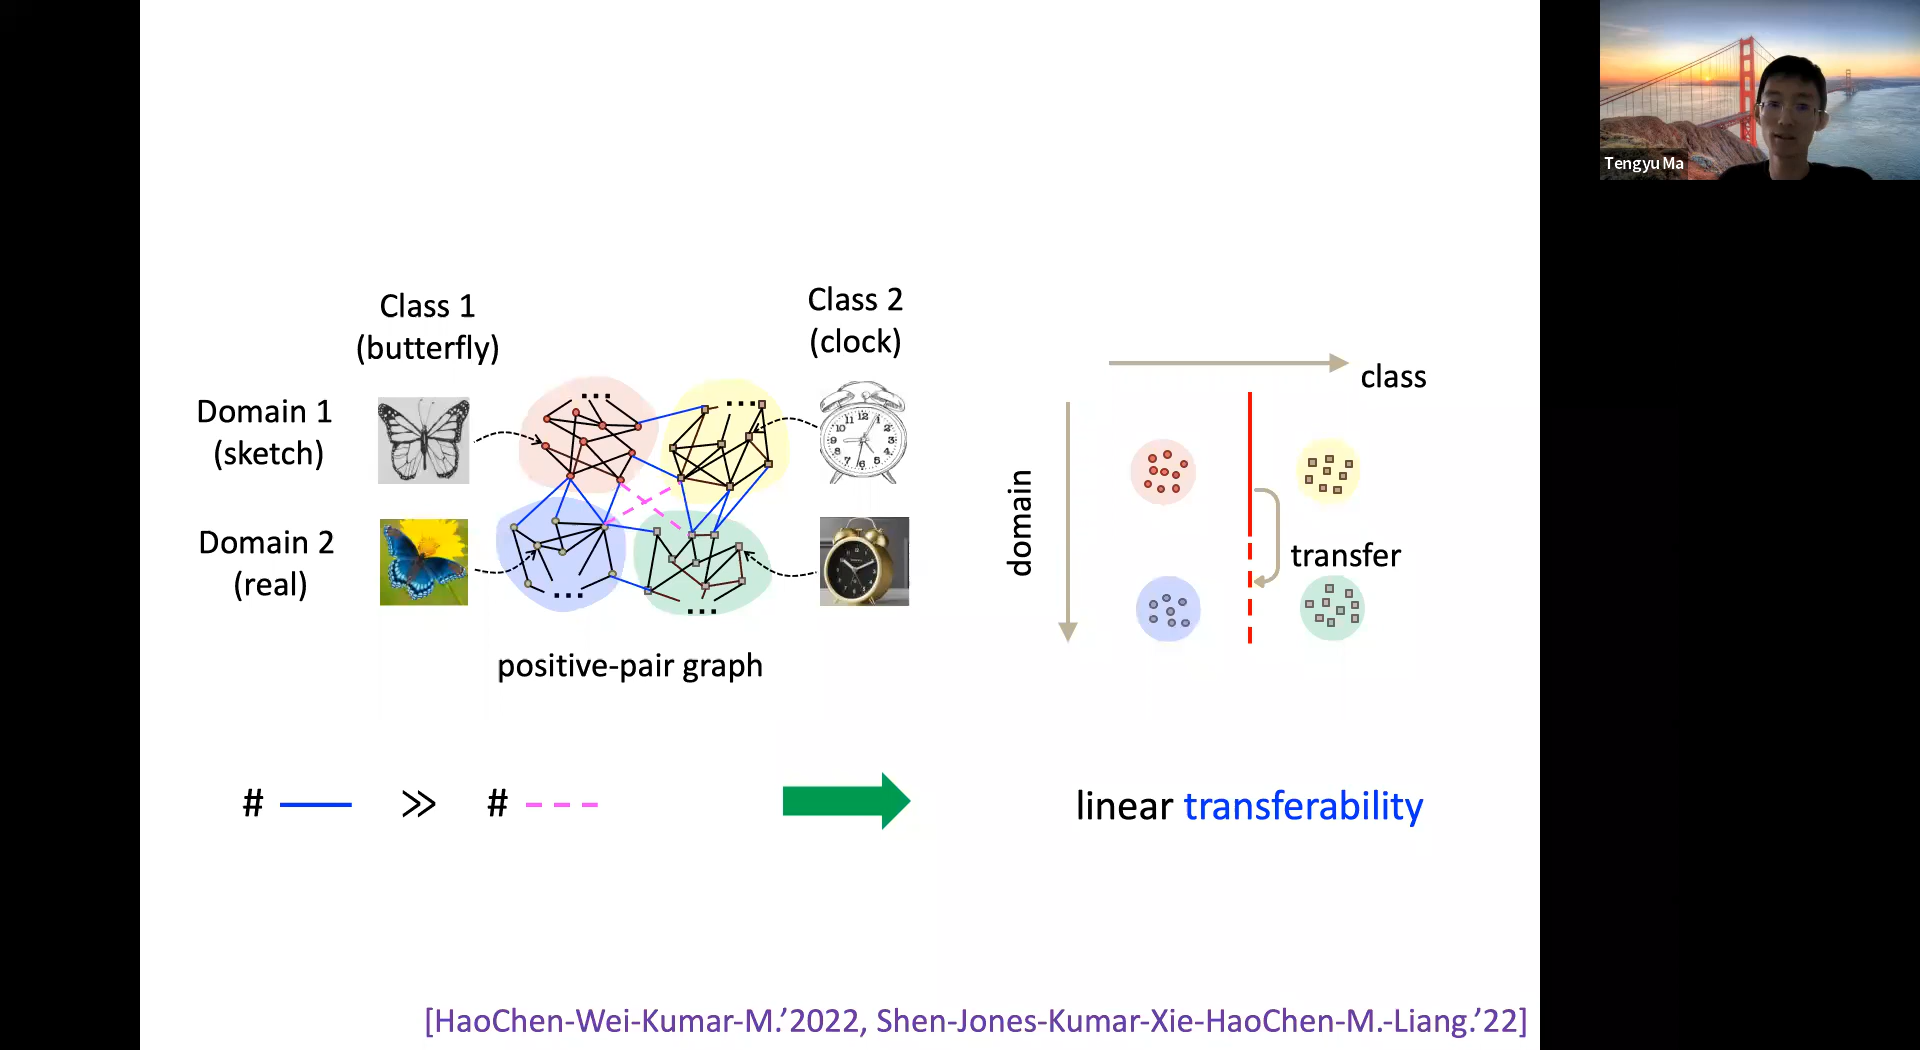 Tengyu Ma
Class 1
(butterfly)
Class 2
(clock)
Domain 1
(sketch)
Domain 2
(real)
positive-pair graph
class
domain
transfer
# ≫ #
linear transferability
[HaoChen-Wei-Kumar-M.’2022, Shen-Jones-Kumar-Xie-HaoChen-M.-Liang.’22]